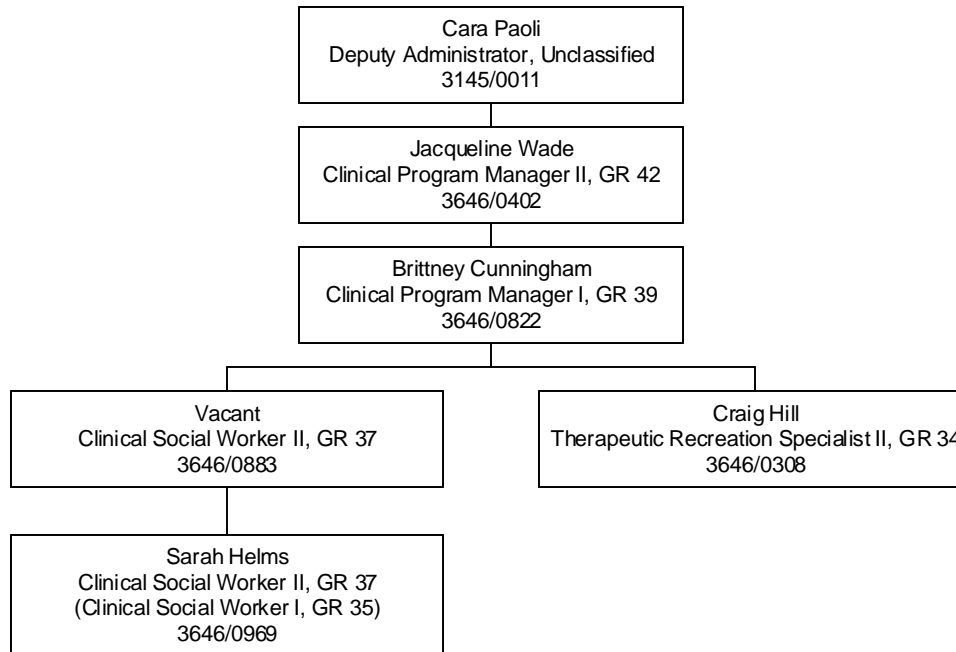 Cara Paoli
Deputy Administrator, Unclassified
3145/0011
Jacqueline Wade
Clinical Program Manager II, GR 42
3646/0402
Brittney Cunningham
Clinical Program Manager I, GR 39
3646/0822
Vacant
Clinical Social Worker II, GR 37
3646/0883
Craig Hill
Therapeutic Recreation Specialist II, GR 34
3646/0308
Sarah Helms
Clinical Social Worker II, GR 37
(Clinical Social Worker I, GR 35)
3646/0969